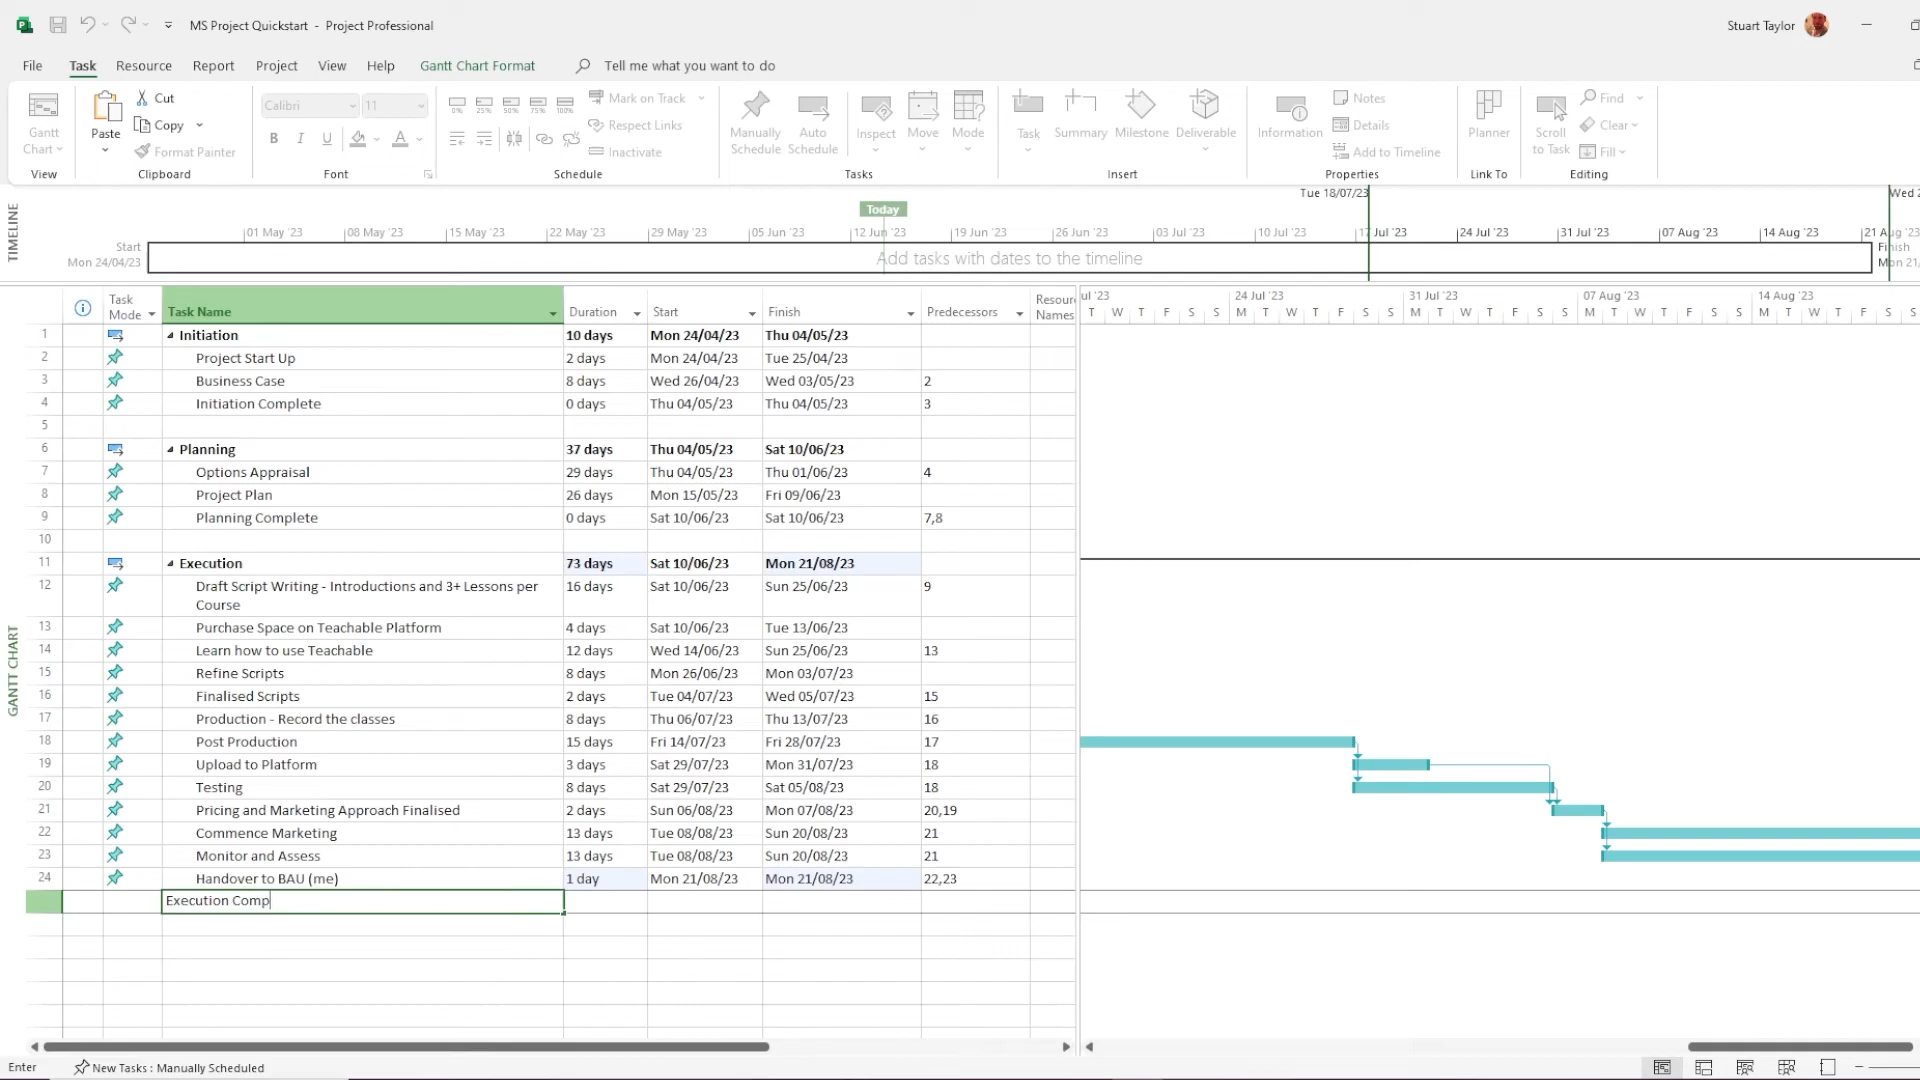 MS Project Quickstart - Project Professional
Stuart Taylor
File Task Resource Report Project View Help Gantt Chart Format Tell me what you want to do
Gantt Chart
View
Paste
Cut
Copy
Format Painter
Clipboard
Calibri 11
B I U A
Font
0% 25% 50% 75% 100%
Mark on Track
Respect Links
Inactivate
Schedule
Manually Schedule
Auto Schedule
Inspect
Move
Mode
Tasks
Task
Summary
Milestone
Deliverable
Insert
Information
Notes
Details
Add to Timeline
Properties
Planner
Link To
Scroll to Task
Find
Clear
Fill
Editing
TIMELINE
Tue 18/07/23
Wed 2
Today
01 May '23 08 May '23 15 May '23 22 May '23 29 May '23 05 Jun '23 12 Jun '23 19 Jun '23 26 Jun '23 03 Jul '23 10 Jul '23 17 Jul '23 24 Jul '23 31 Jul '23 07 Aug '23 14 Aug '23 21 Aug '23
Start
Mon 24/04/23
Add tasks with dates to the timeline
Finish
Mon 21/
GANTT CHART
Task Mode Task Name Duration Start Finish Predecessors Resour Names
ul '23 24 Jul '23 31 Jul '23 07 Aug '23 14 Aug '23
T W T F S S M T W T F S S M T W T F S S M T W T F S S M T W T F S S
1 Initiation 10 days Mon 24/04/23 Thu 04/05/23
2 Project Start Up 2 days Mon 24/04/23 Tue 25/04/23
3 Business Case 8 days Wed 26/04/23 Wed 03/05/23 2
4 Initiation Complete 0 days Thu 04/05/23 Thu 04/05/23 3
5
6 Planning 37 days Thu 04/05/23 Sat 10/06/23
7 Options Appraisal 29 days Thu 04/05/23 Thu 01/06/23 4
8 Project Plan 26 days Mon 15/05/23 Fri 09/06/23
9 Planning Complete 0 days Sat 10/06/23 Sat 10/06/23 7,8
10
11 Execution 73 days Sat 10/06/23 Mon 21/08/23
12 Draft Script Writing - Introductions and 3+ Lessons per 16 days Sat 10/06/23 Sun 25/06/23 9
Course
13 Purchase Space on Teachable Platform 4 days Sat 10/06/23 Tue 13/06/23
14 Learn how to use Teachable 12 days Wed 14/06/23 Sun 25/06/23 13
15 Refine Scripts 8 days Mon 26/06/23 Mon 03/07/23
16 Finalised Scripts 2 days Tue 04/07/23 Wed 05/07/23 15
17 Production - Record the classes 8 days Thu 06/07/23 Thu 13/07/23 16
18 Post Production 15 days Fri 14/07/23 Fri 28/07/23 17
19 Upload to Platform 3 days Sat 29/07/23 Mon 31/07/23 18
20 Testing 8 days Sat 29/07/23 Sat 05/08/23 18
21 Pricing and Marketing Approach Finalised 2 days Sun 06/08/23 Mon 07/08/23 20,19
22 Commence Marketing 13 days Tue 08/08/23 Sun 20/08/23 21
23 Monitor and Assess 13 days Tue 08/08/23 Sun 20/08/23 21
24 Handover to BAU (me) 1 day Mon 21/08/23 Mon 21/08/23 22,23
Execution Comp
Enter New Tasks : Manually Scheduled